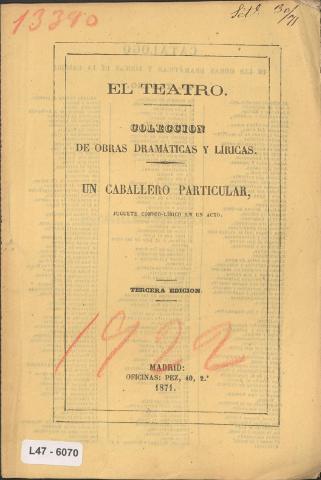 13390
EL TEATRO.
COLECCION
DE OBRAS DRAMÁTICAS Y LÍRICAS.
UN CABALLERO PARTICULAR,
JUGUETE CÓMICO-LÍRICO EN UN ACTO.
TERCERA EDICION.
1922
MADRID:
OFICINAS: PEZ, 40, 2.º
1871.
L47 - 6070